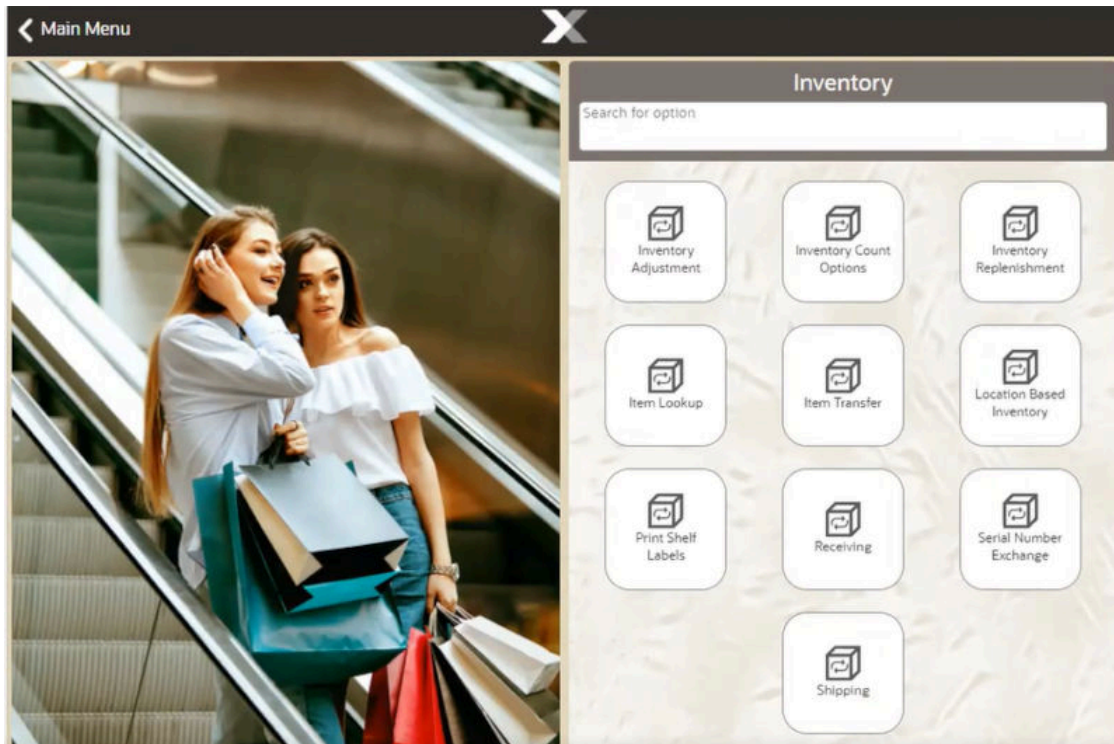 Main Menu
Inventory
Search for option
Inventory
Adjustment
Inventory Count
Options
Inventory
Replenishment
Item Lookup
Item Transfer
Location Based
Inventory
Print Shelf
Labels
Receiving
Serial Number
Exchange
Shipping